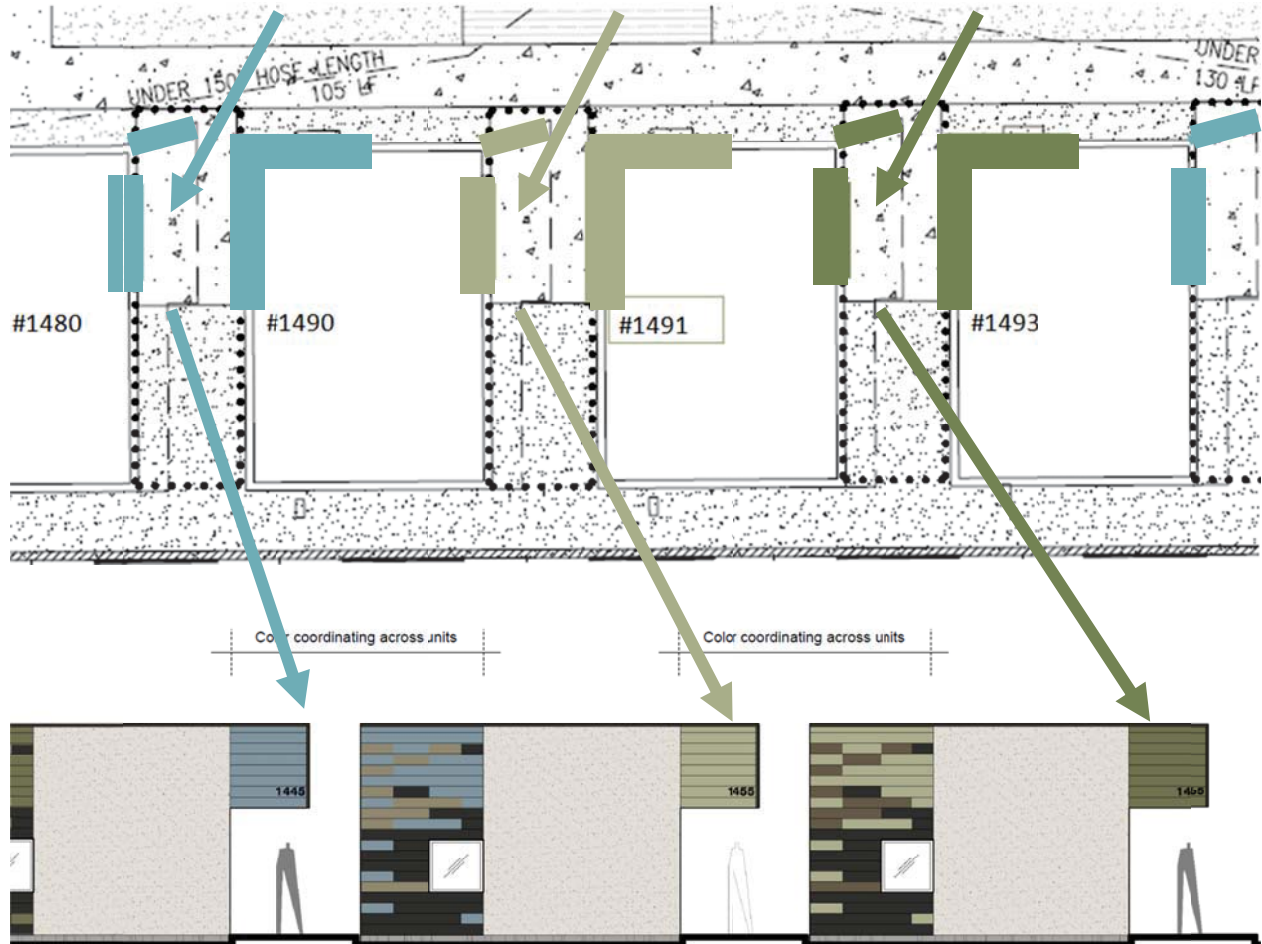 UNDER 150' HOSE LENGTH
105' LF
UNDER
130' LF
#1480
#1490
#1491
#1493
Color coordinating across units
Color coordinating across units
1445
1455